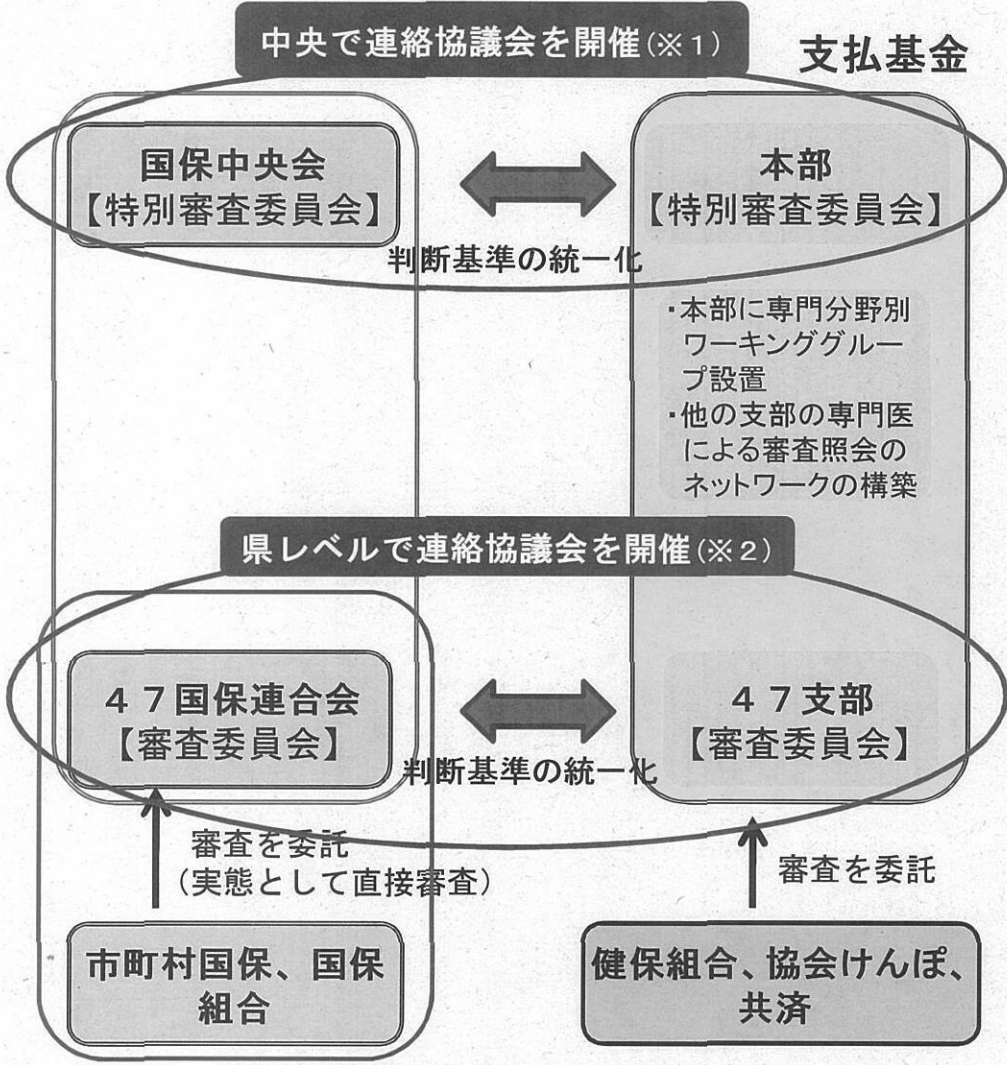 中央で連絡協議会を開催(※1)
支払基金
国保中央会
【特別審査委員会】
本部
【特別審査委員会】
判断基準の統一化
・本部に専門分野別
ワーキンググルー
プ設置
・他の支部の専門医
による審査照会の
ネットワークの構築
県レベルで連絡協議会を開催(※2)
47国保連合会
【審査委員会】
47支部
【審査委員会】
判断基準の統一化
審査を委託
(実態として直接審査)
審査を委託
市町村国保、国保
組合
健保組合、協会けんぽ、
共済